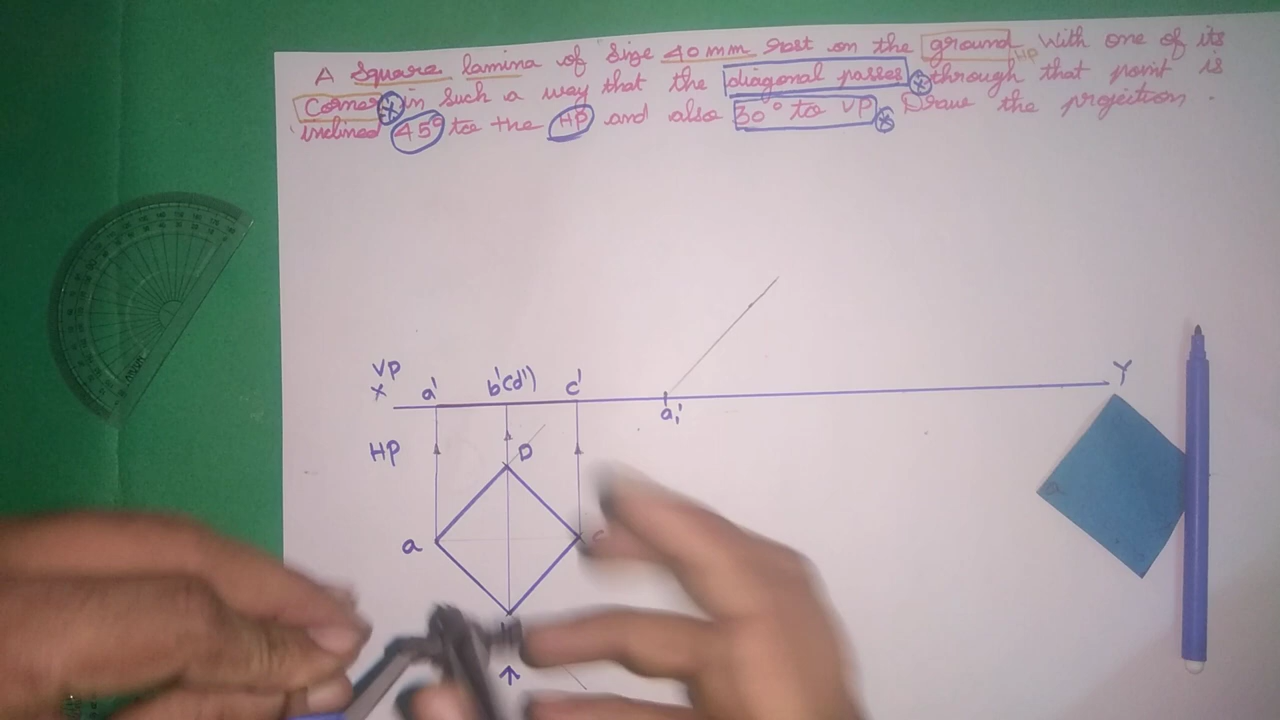 A Square lamina of size 40 mm rest on the ground HP With one of its
Corner in such a way that the diagonal passes through that point is
inclined 45° to the HP and also 30° to VP. Draw the projection.
VP
X a' b'(d') c' Y
a₁'
HP
D
a c
a